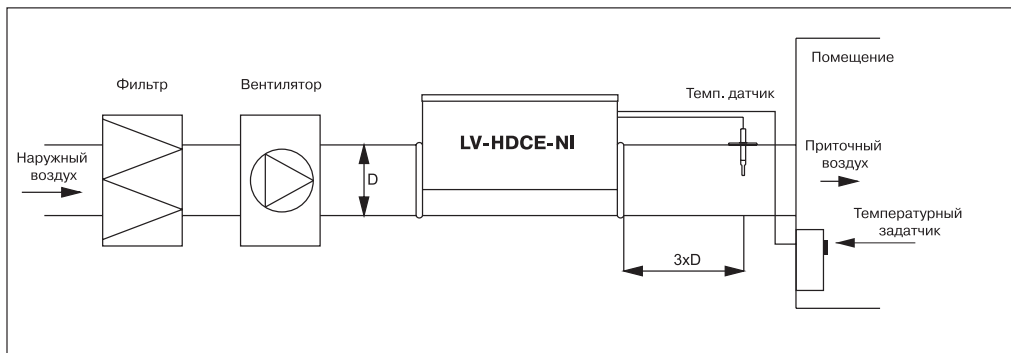 Помещение
Фильтр
Вентилятор
Темп. датчик
LV-HDCE-NI
Наружный
воздух
D
Приточный
воздух
Температурный
задатчик
3xD